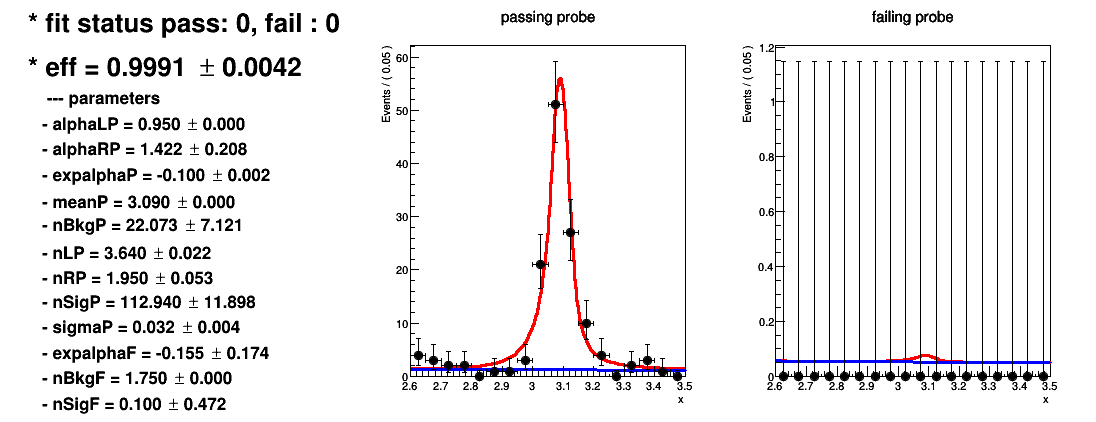 * fit status pass: 0, fail : 0
* eff = 0.9991 ± 0.0042
--- parameters
- alphaLP = 0.950 ± 0.000
- alphaRP = 1.422 ± 0.208
- expalphaP = -0.100 ± 0.002
- meanP = 3.090 ± 0.000
- nBkgP = 22.073 ± 7.121
- nLP = 3.640 ± 0.022
- nRP = 1.950 ± 0.053
- nSigP = 112.940 ± 11.898
- sigmaP = 0.032 ± 0.004
- expalphaF = -0.155 ± 0.174
- nBkgF = 1.750 ± 0.000
- nSigF = 0.100 ± 0.472
passing probe
Events / ( 0.05 )
60
50
40
30
20
10
0
2.6 2.7 2.8 2.9 3 3.1 3.2 3.3 3.4 3.5
x
failing probe
Events / ( 0.05 )
1.2
1
0.8
0.6
0.4
0.2
0
2.6 2.7 2.8 2.9 3 3.1 3.2 3.3 3.4 3.5
x